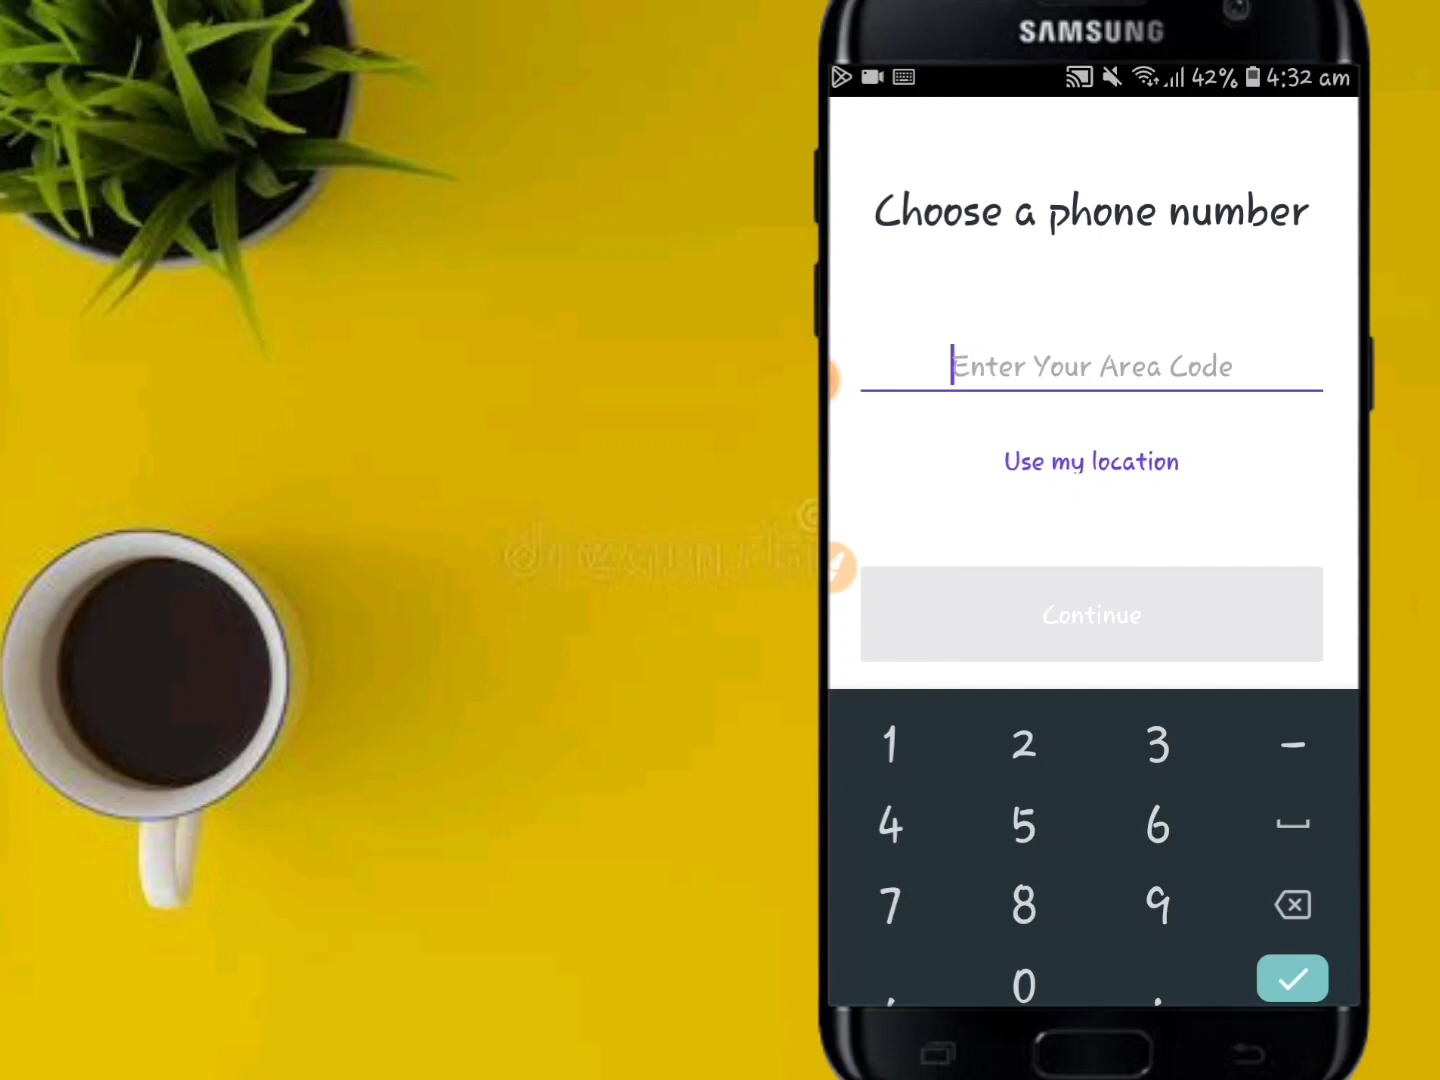 SAMSUNG
42% 4:32 am
Choose a phone number
Enter Your Area Code
Use my location
Continue
1 2 3 -
4 5 6
7 8 9
, 0 .